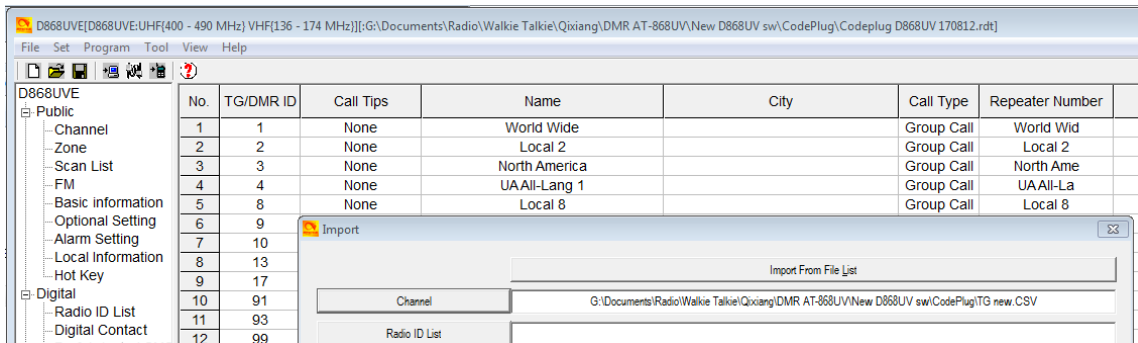 D868UVE[D868UVE:UHF{400 - 490 MHz} VHF{136 - 174 MHz}][:G:\Documents\Radio\Walkie Talkie\Qixiang\DMR AT-868UV\New D868UV sw\CodePlug\Codeplug D868UV 170812.rdt]
File Set Program Tool View Help
D868UVE
Public
Channel
Zone
Scan List
FM
Basic information
Optional Setting
Alarm Setting
Local Information
Hot Key
Digital
Radio ID List
Digital Contact
No. TG/DMR ID Call Tips Name City Call Type Repeater Number
1 1 None World Wide Group Call World Wid
2 2 None Local 2 Group Call Local 2
3 3 None North America Group Call North Ame
4 4 None UAAll-Lang 1 Group Call UAAll-La
5 8 None Local 8 Group Call Local 8
6 9
7 10
8 13
9 17
10 91
11 93
12 99
Import
Import From File List
Channel G:\Documents\Radio\Walkie Talkie\Qixiang\DMR AT-868UV\New D868UV sw\CodePlug\TG new.CSV
Radio ID List